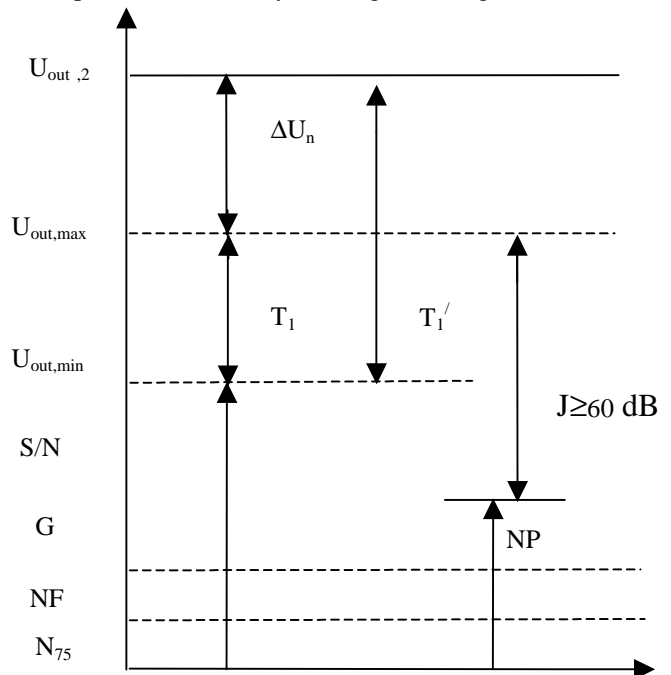 U_out ,2
ΔU_n
U_out,max
T_1 T_1^/
U_out,min
J≥60 dB
S/N
G
NP
NF
N_75